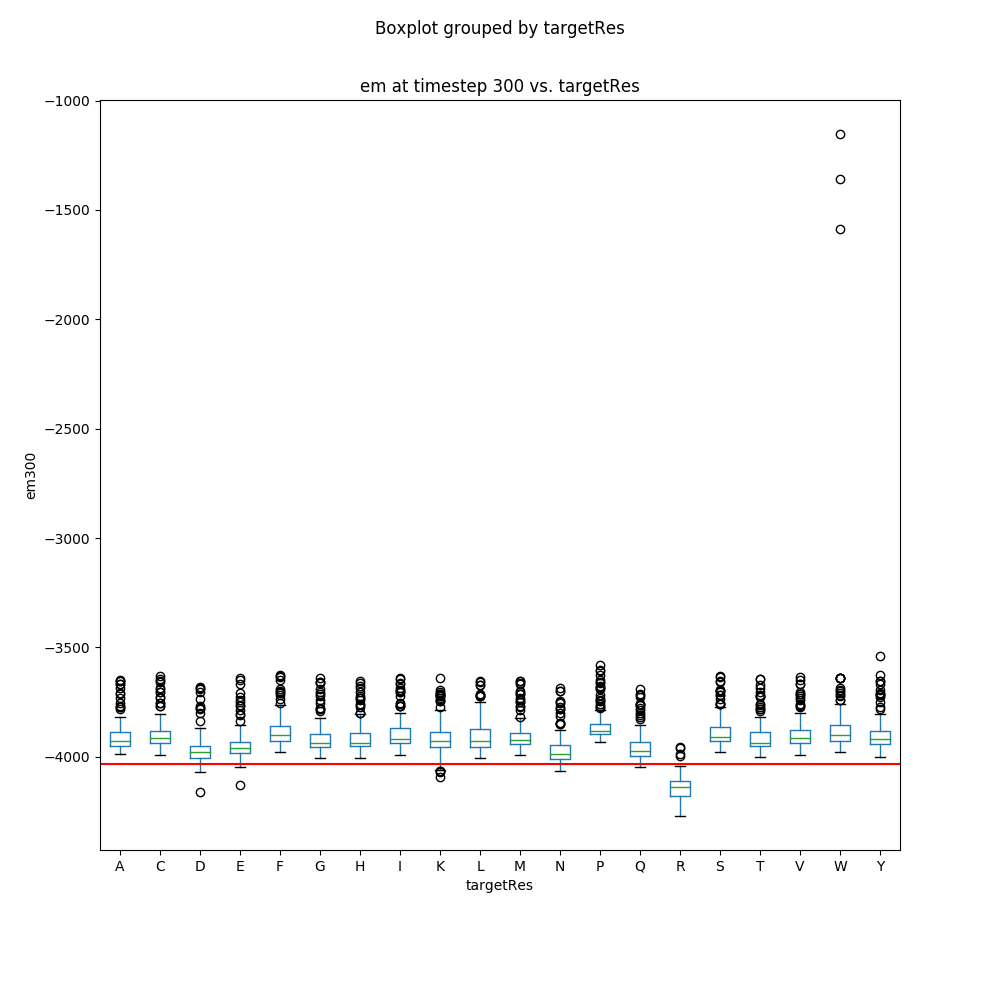 Boxplot grouped by targetRes
em at timestep 300 vs. targetRes
−1000
−1500
−2000
−2500
−3000
−3500
−4000
em300
A C D E F G H I K L M N P Q R S T V W Y
targetRes